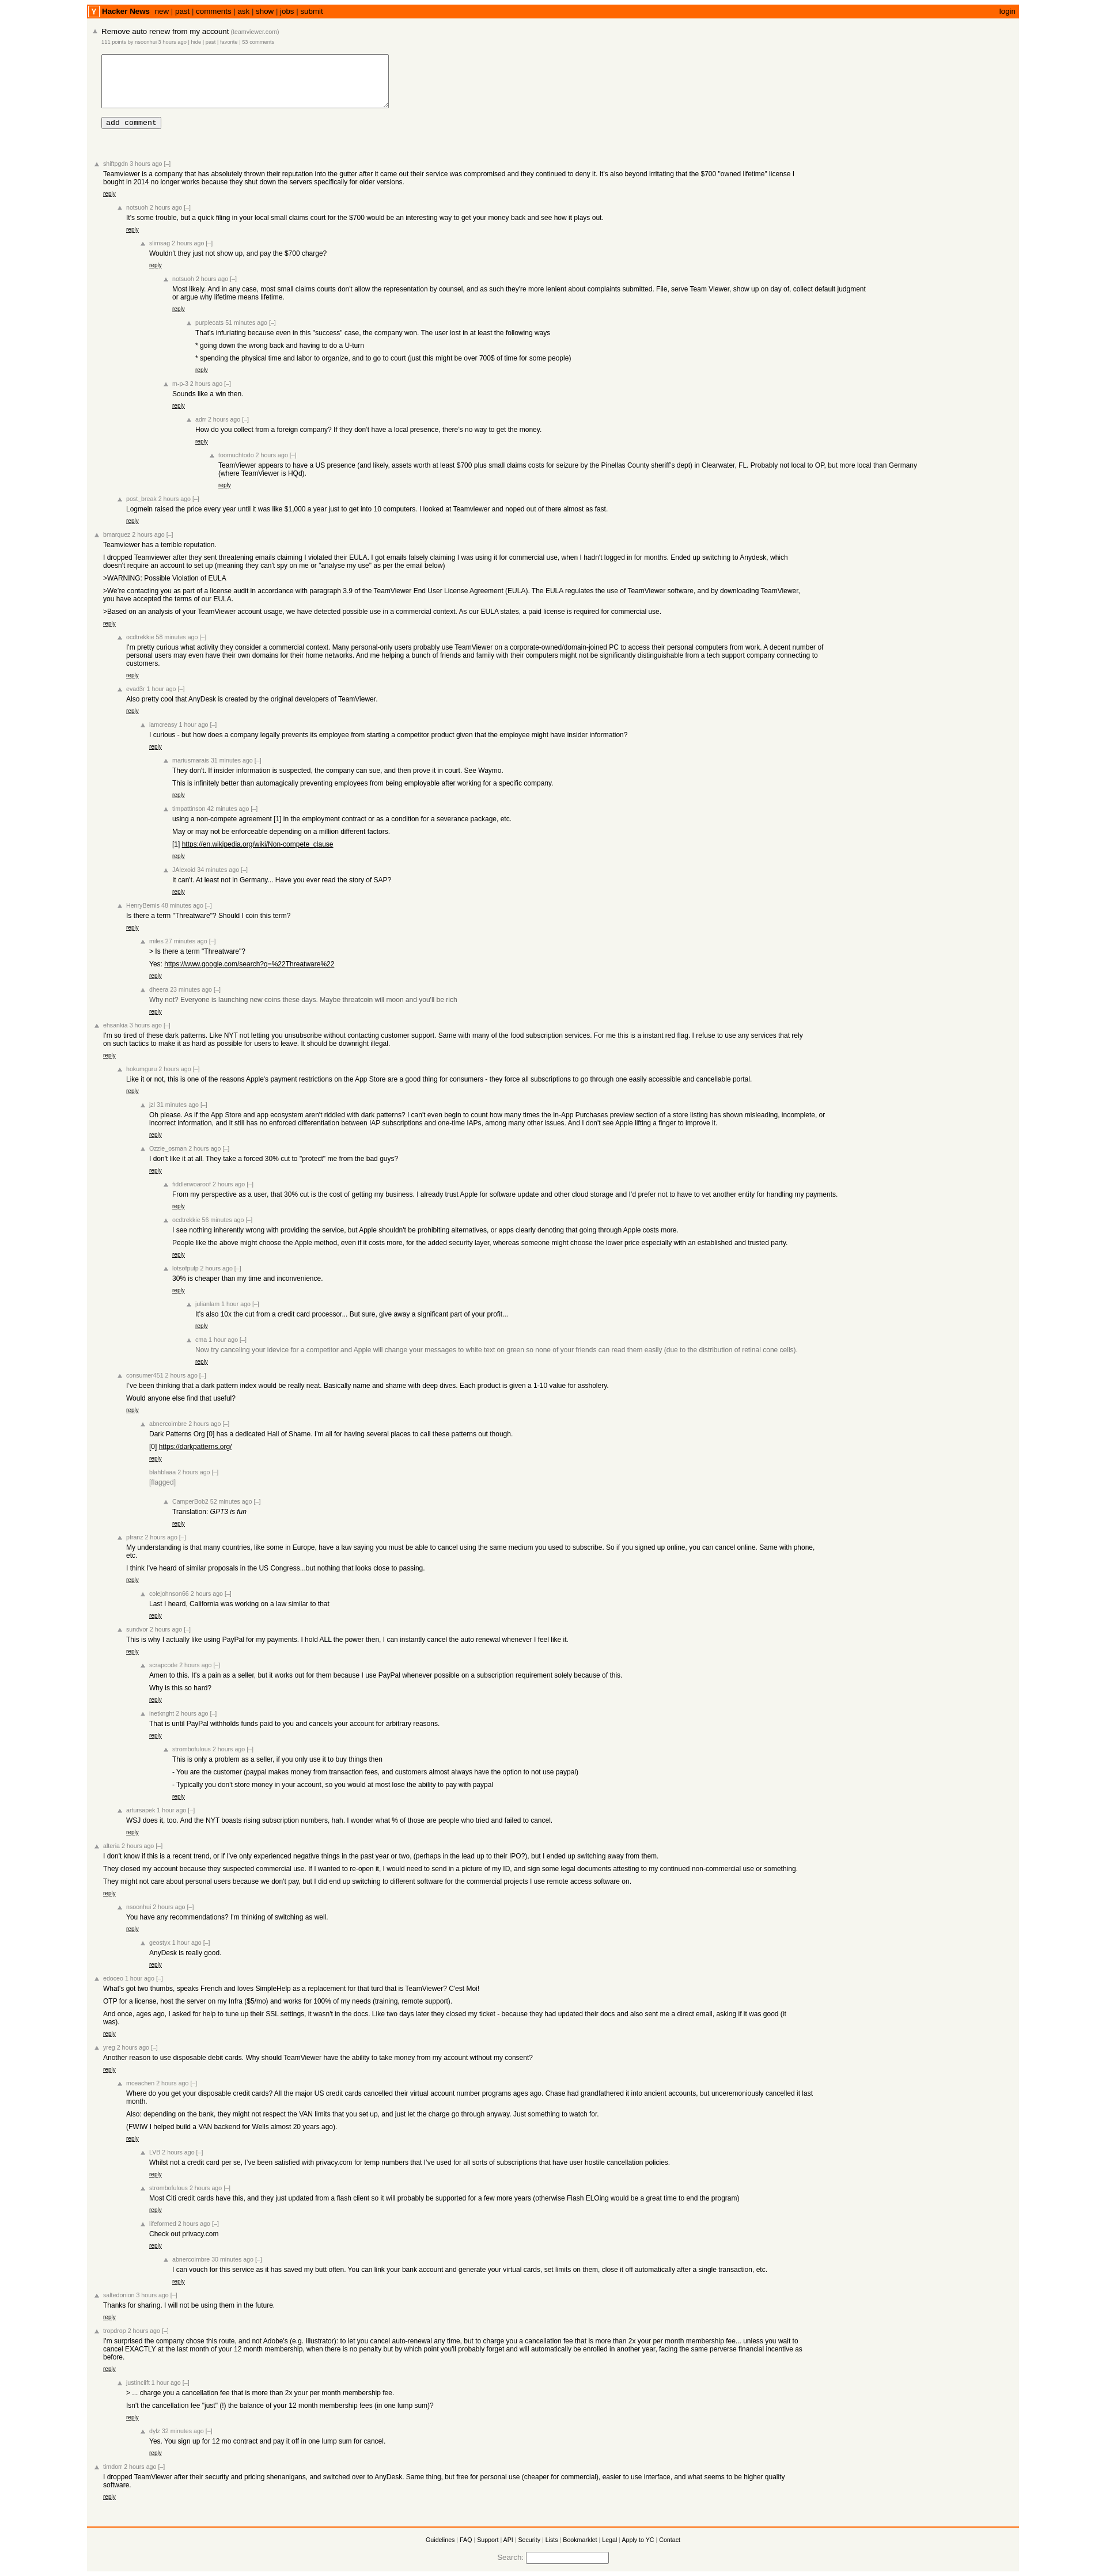 Y Hacker News new | past | comments | ask | show | jobs | submit login
Remove auto renew from my account (teamviewer.com)
111 points by nsoonhui 3 hours ago | hide | past | favorite | 53 comments
add comment
shiftpgdn 3 hours ago [–]
Teamviewer is a company that has absolutely thrown their reputation into the gutter after it came out their service was compromised and they continued to deny it. It's also beyond irritating that the $700 "owned lifetime" license I
bought in 2014 no longer works because they shut down the servers specifically for older versions.
reply
notsuoh 2 hours ago [–]
It's some trouble, but a quick filing in your local small claims court for the $700 would be an interesting way to get your money back and see how it plays out.
reply
slimsag 2 hours ago [–]
Wouldn't they just not show up, and pay the $700 charge?
reply
notsuoh 2 hours ago [–]
Most likely. And in any case, most small claims courts don't allow the representation by counsel, and as such they're more lenient about complaints submitted. File, serve Team Viewer, show up on day of, collect default judgment
or argue why lifetime means lifetime.
reply
purplecats 51 minutes ago [–]
That's infuriating because even in this "success" case, the company won. The user lost in at least the following ways
* going down the wrong back and having to do a U-turn
* spending the physical time and labor to organize, and to go to court (just this might be over 700$ of time for some people)
reply
m-p-3 2 hours ago [–]
Sounds like a win then.
reply
adrr 2 hours ago [–]
How do you collect from a foreign company? If they don't have a local presence, there's no way to get the money.
reply
toomuchtodo 2 hours ago [–]
TeamViewer appears to have a US presence (and likely, assets worth at least $700 plus small claims costs for seizure by the Pinellas County sheriff's dept) in Clearwater, FL. Probably not local to OP, but more local than Germany
(where TeamViewer is HQd).
reply
post_break 2 hours ago [–]
Logmein raised the price every year until it was like $1,000 a year just to get into 10 computers. I looked at Teamviewer and noped out of there almost as fast.
reply
bmarquez 2 hours ago [–]
Teamviewer has a terrible reputation.
I dropped Teamviewer after they sent threatening emails claiming I violated their EULA. I got emails falsely claiming I was using it for commercial use, when I hadn't logged in for months. Ended up switching to Anydesk, which
doesn't require an account to set up (meaning they can't spy on me or "analyse my use" as per the email below)
>WARNING: Possible Violation of EULA
>We're contacting you as part of a license audit in accordance with paragraph 3.9 of the TeamViewer End User License Agreement (EULA). The EULA regulates the use of TeamViewer software, and by downloading TeamViewer,
you have accepted the terms of our EULA.
>Based on an analysis of your TeamViewer account usage, we have detected possible use in a commercial context. As our EULA states, a paid license is required for commercial use.
reply
ocdtrekkie 58 minutes ago [–]
I'm pretty curious what activity they consider a commercial context. Many personal-only users probably use TeamViewer on a corporate-owned/domain-joined PC to access their personal computers from work. A decent number of
personal users may even have their own domains for their home networks. And me helping a bunch of friends and family with their computers might not be significantly distinguishable from a tech support company connecting to
customers.
reply
evad3r 1 hour ago [–]
Also pretty cool that AnyDesk is created by the original developers of TeamViewer.
reply
iamcreasy 1 hour ago [–]
I curious - but how does a company legally prevents its employee from starting a competitor product given that the employee might have insider information?
reply
mariusmarais 31 minutes ago [–]
They don't. If insider information is suspected, the company can sue, and then prove it in court. See Waymo.
This is infinitely better than automagically preventing employees from being employable after working for a specific company.
reply
timpattinson 42 minutes ago [–]
using a non-compete agreement [1] in the employment contract or as a condition for a severance package, etc.
May or may not be enforceable depending on a million different factors.
[1] https://en.wikipedia.org/wiki/Non-compete_clause
reply
JAlexoid 34 minutes ago [–]
It can't. At least not in Germany... Have you ever read the story of SAP?
reply
HenryBemis 48 minutes ago [–]
Is there a term "Threatware"? Should I coin this term?
reply
miles 27 minutes ago [–]
> Is there a term "Threatware"?
Yes: https://www.google.com/search?q=%22Threatware%22
reply
dheera 23 minutes ago [–]
Why not? Everyone is launching new coins these days. Maybe threatcoin will moon and you'll be rich
reply
ehsankia 3 hours ago [–]
I'm so tired of these dark patterns. Like NYT not letting you unsubscribe without contacting customer support. Same with many of the food subscription services. For me this is a instant red flag. I refuse to use any services that rely
on such tactics to make it as hard as possible for users to leave. It should be downright illegal.
reply
hokumguru 2 hours ago [–]
Like it or not, this is one of the reasons Apple's payment restrictions on the App Store are a good thing for consumers - they force all subscriptions to go through one easily accessible and cancellable portal.
reply
jzl 31 minutes ago [–]
Oh please. As if the App Store and app ecosystem aren't riddled with dark patterns? I can't even begin to count how many times the In-App Purchases preview section of a store listing has shown misleading, incomplete, or
incorrect information, and it still has no enforced differentiation between IAP subscriptions and one-time IAPs, among many other issues. And I don't see Apple lifting a finger to improve it.
reply
Ozzie_osman 2 hours ago [–]
I don't like it at all. They take a forced 30% cut to "protect" me from the bad guys?
reply
fiddlerwoaroof 2 hours ago [–]
From my perspective as a user, that 30% cut is the cost of getting my business. I already trust Apple for software update and other cloud storage and I'd prefer not to have to vet another entity for handling my payments.
reply
ocdtrekkie 56 minutes ago [–]
I see nothing inherently wrong with providing the service, but Apple shouldn't be prohibiting alternatives, or apps clearly denoting that going through Apple costs more.
People like the above might choose the Apple method, even if it costs more, for the added security layer, whereas someone might choose the lower price especially with an established and trusted party.
reply
lotsofpulp 2 hours ago [–]
30% is cheaper than my time and inconvenience.
reply
julianlam 1 hour ago [–]
It's also 10x the cut from a credit card processor... But sure, give away a significant part of your profit...
reply
cma 1 hour ago [–]
Now try canceling your idevice for a competitor and Apple will change your messages to white text on green so none of your friends can read them easily (due to the distribution of retinal cone cells).
reply
consumer451 2 hours ago [–]
I've been thinking that a dark pattern index would be really neat. Basically name and shame with deep dives. Each product is given a 1-10 value for assholery.
Would anyone else find that useful?
reply
abnercoimbre 2 hours ago [–]
Dark Patterns Org [0] has a dedicated Hall of Shame. I'm all for having several places to call these patterns out though.
[0] https://darkpatterns.org/
reply
blahblaaa 2 hours ago [–]
[flagged]
CamperBob2 52 minutes ago [–]
Translation: GPT3 is fun
reply
pfranz 2 hours ago [–]
My understanding is that many countries, like some in Europe, have a law saying you must be able to cancel using the same medium you used to subscribe. So if you signed up online, you can cancel online. Same with phone,
etc.
I think I've heard of similar proposals in the US Congress...but nothing that looks close to passing.
reply
colejohnson66 2 hours ago [–]
Last I heard, California was working on a law similar to that
reply
sundvor 2 hours ago [–]
This is why I actually like using PayPal for my payments. I hold ALL the power then, I can instantly cancel the auto renewal whenever I feel like it.
reply
scrapcode 2 hours ago [–]
Amen to this. It's a pain as a seller, but it works out for them because I use PayPal whenever possible on a subscription requirement solely because of this.
Why is this so hard?
reply
inetknght 2 hours ago [–]
That is until PayPal withholds funds paid to you and cancels your account for arbitrary reasons.
reply
strombofulous 2 hours ago [–]
This is only a problem as a seller, if you only use it to buy things then
- You are the customer (paypal makes money from transaction fees, and customers almost always have the option to not use paypal)
- Typically you don't store money in your account, so you would at most lose the ability to pay with paypal
reply
artursapek 1 hour ago [–]
WSJ does it, too. And the NYT boasts rising subscription numbers, hah. I wonder what % of those are people who tried and failed to cancel.
reply
alteria 2 hours ago [–]
I don't know if this is a recent trend, or if I've only experienced negative things in the past year or two, (perhaps in the lead up to their IPO?), but I ended up switching away from them.
They closed my account because they suspected commercial use. If I wanted to re-open it, I would need to send in a picture of my ID, and sign some legal documents attesting to my continued non-commercial use or something.
They might not care about personal users because we don't pay, but I did end up switching to different software for the commercial projects I use remote access software on.
reply
nsoonhui 2 hours ago [–]
You have any recommendations? I'm thinking of switching as well.
reply
geostyx 1 hour ago [–]
AnyDesk is really good.
reply
edoceo 1 hour ago [–]
What's got two thumbs, speaks French and loves SimpleHelp as a replacement for that turd that is TeamViewer? C'est Moi!
OTP for a license, host the server on my Infra ($5/mo) and works for 100% of my needs (training, remote support).
And once, ages ago, I asked for help to tune up their SSL settings, it wasn't in the docs. Like two days later they closed my ticket - because they had updated their docs and also sent me a direct email, asking if it was good (it
was).
reply
yreg 2 hours ago [–]
Another reason to use disposable debit cards. Why should TeamViewer have the ability to take money from my account without my consent?
reply
mceachen 2 hours ago [–]
Where do you get your disposable credit cards? All the major US credit cards cancelled their virtual account number programs ages ago. Chase had grandfathered it into ancient accounts, but unceremoniously cancelled it last
month.
Also: depending on the bank, they might not respect the VAN limits that you set up, and just let the charge go through anyway. Just something to watch for.
(FWIW I helped build a VAN backend for Wells almost 20 years ago).
reply
LVB 2 hours ago [–]
Whilst not a credit card per se, I've been satisfied with privacy.com for temp numbers that I've used for all sorts of subscriptions that have user hostile cancellation policies.
reply
strombofulous 2 hours ago [–]
Most Citi credit cards have this, and they just updated from a flash client so it will probably be supported for a few more years (otherwise Flash ELOing would be a great time to end the program)
reply
lifeformed 2 hours ago [–]
Check out privacy.com
reply
abnercoimbre 30 minutes ago [–]
I can vouch for this service as it has saved my butt often. You can link your bank account and generate your virtual cards, set limits on them, close it off automatically after a single transaction, etc.
reply
saltedonion 3 hours ago [–]
Thanks for sharing. I will not be using them in the future.
reply
tropdrop 2 hours ago [–]
I'm surprised the company chose this route, and not Adobe's (e.g. Illustrator): to let you cancel auto-renewal any time, but to charge you a cancellation fee that is more than 2x your per month membership fee... unless you wait to
cancel EXACTLY at the last month of your 12 month membership, when there is no penalty but by which point you'll probably forget and will automatically be enrolled in another year, facing the same perverse financial incentive as
before.
reply
justinclift 1 hour ago [–]
> ... charge you a cancellation fee that is more than 2x your per month membership fee.
Isn't the cancellation fee "just" (!) the balance of your 12 month membership fees (in one lump sum)?
reply
dylz 32 minutes ago [–]
Yes. You sign up for 12 mo contract and pay it off in one lump sum for cancel.
reply
timdorr 2 hours ago [–]
I dropped TeamViewer after their security and pricing shenanigans, and switched over to AnyDesk. Same thing, but free for personal use (cheaper for commercial), easier to use interface, and what seems to be higher quality
software.
reply
Guidelines | FAQ | Support | API | Security | Lists | Bookmarklet | Legal | Apply to YC | Contact
Search: